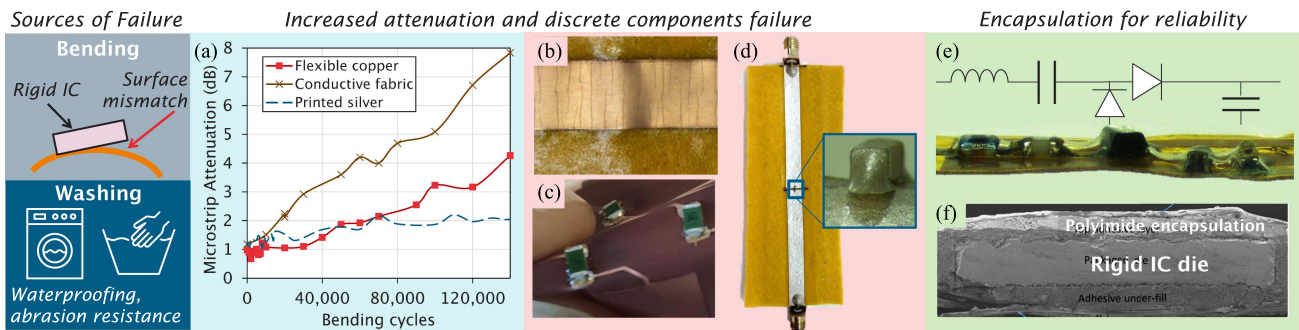 Sources of Failure
Increased attenuation and discrete components failure
Encapsulation for reliability
Bending
Rigid IC
Surface
mismatch
Washing
Waterproofing,
abrasion resistance
(a)
Microstrip Attenuation (dB)
8
7
6
5
4
3
2
1
0
Flexible copper
Conductive fabric
Printed silver
0
40,000
80,000
120,000
Bending cycles
(b)
(c)
(d)
(e)
(f)
Polyimide encapsulation
Rigid IC die
Adhesive under-fill